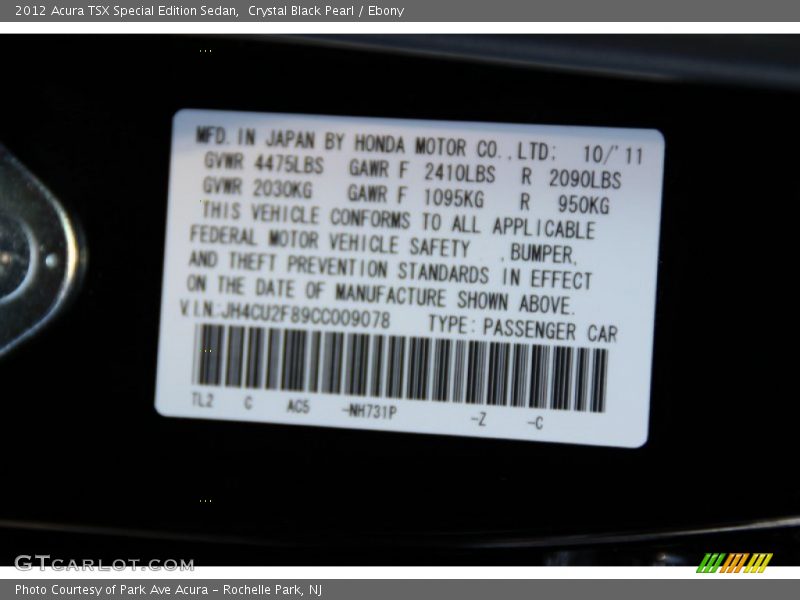 2012 Acura TSX Special Edition Sedan,  Crystal Black Pearl / Ebony
MFD. IN JAPAN BY HONDA MOTOR CO.,LTD; 10/'11
GVWR 4475LBS GAWR F 2410LBS R 2090LBS
GVWR 2030KG GAWR F 1095KG R 950KG
THIS VEHICLE CONFORMS TO ALL APPLICABLE
FEDERAL MOTOR VEHICLE SAFETY ,BUMPER,
AND THEFT PREVENTION STANDARDS IN EFFECT
ON THE DATE OF MANUFACTURE SHOWN ABOVE.
V.I.N:JH4CU2F89CC009078 TYPE: PASSENGER CAR
TL2 C AC5 -NH731P -Z -C
GTCARLOT.COM
Photo Courtesy of Park Ave Acura - Rochelle Park, NJ